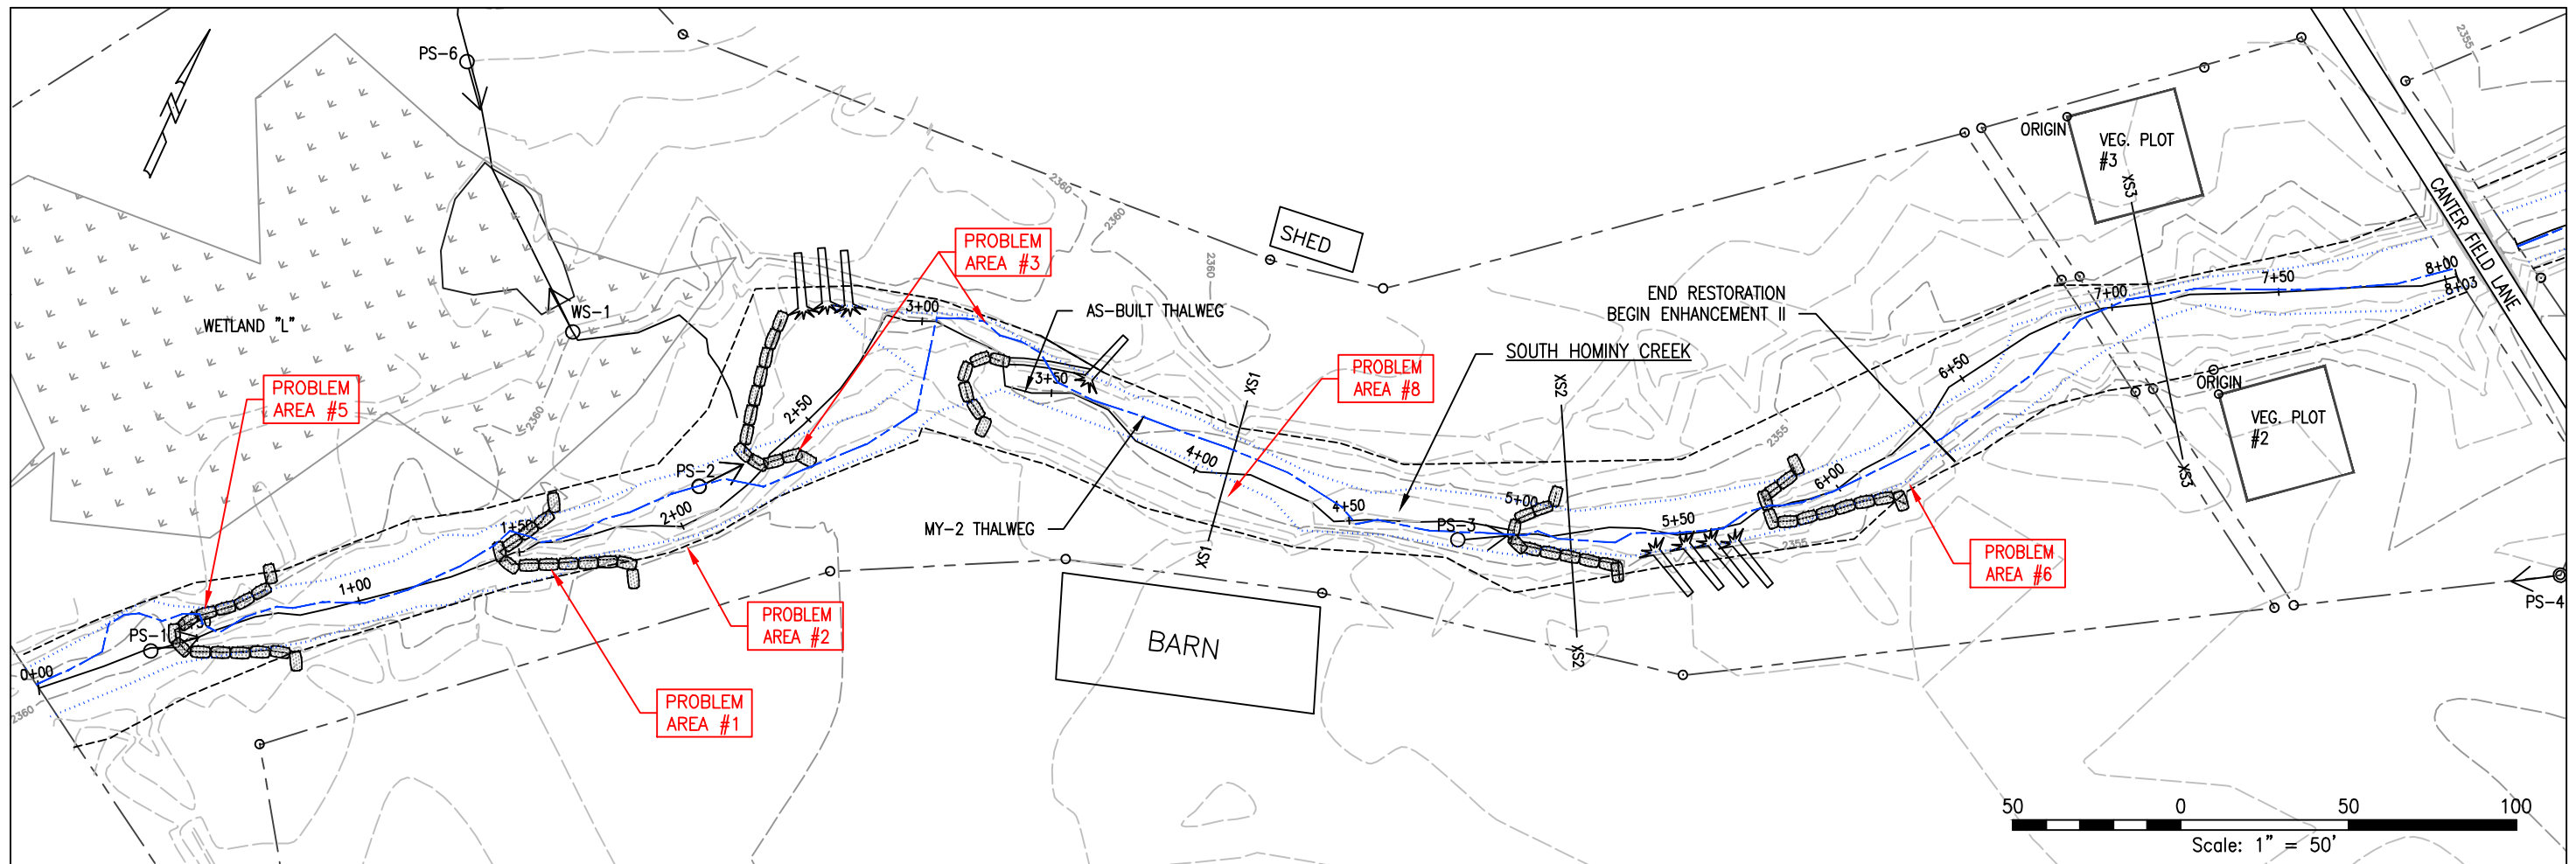 PS-6
WETLAND "L"
WS-1
PROBLEM
AREA #5
PROBLEM
AREA #3
2360
2360
2360
2360
2360
SHED
AS-BUILT THALWEG
SOUTH HOMINY CREEK
MY-2 THALWEG
PROBLEM
AREA #8
END RESTORATION
BEGIN ENHANCEMENT II
ORIGIN
VEG. PLOT
#3
XS3
XS3
CANTER FIELD LANE
2355
ORIGIN
VEG. PLOT
#2
XS1
XS1
XS2
XS2
2355
2355
PS-1
PS-2
PS-3
PS-4
0+00
1+00
1+50
2+00
2+50
3+00
3+50
4+00
4+50
5+00
5+50
6+00
6+50
7+00
7+50
8+00
8+03
PROBLEM
AREA #2
PROBLEM
AREA #1
PROBLEM
AREA #6
BARN
50 0 50 100
Scale: 1" = 50'